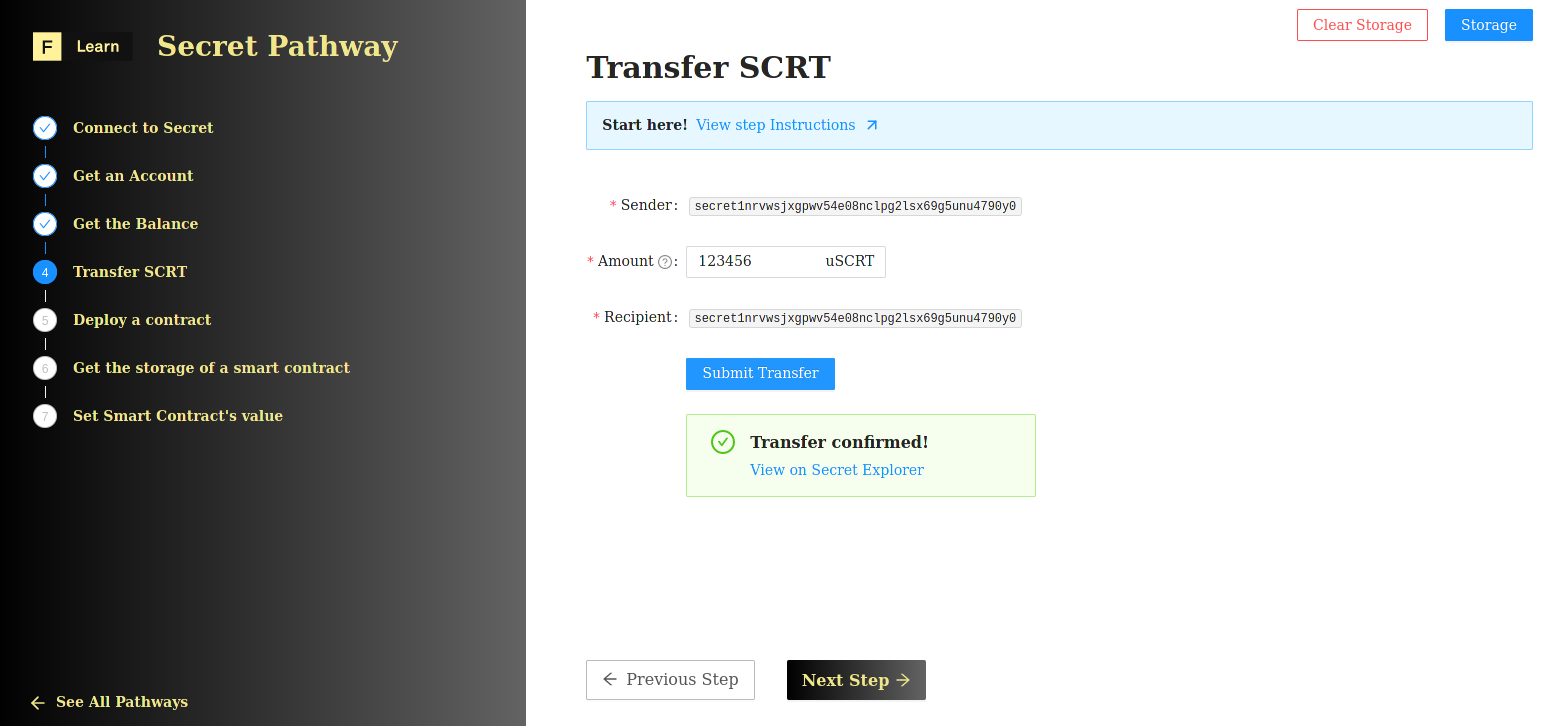 F Learn Secret Pathway
Connect to Secret
Get an Account
Get the Balance
4 Transfer SCRT
5 Deploy a contract
6 Get the storage of a smart contract
7 Set Smart Contract's value
See All Pathways
Clear Storage Storage
Transfer SCRT
Start here! View step Instructions
* Sender: secret1nrvwsjxgpwv54e08nclpg2lsx69g5unu4790y0
* Amount ? : 123456 uSCRT
* Recipient: secret1nrvwsjxgpwv54e08nclpg2lsx69g5unu4790y0
Submit Transfer
Transfer confirmed!
View on Secret Explorer
Previous Step Next Step